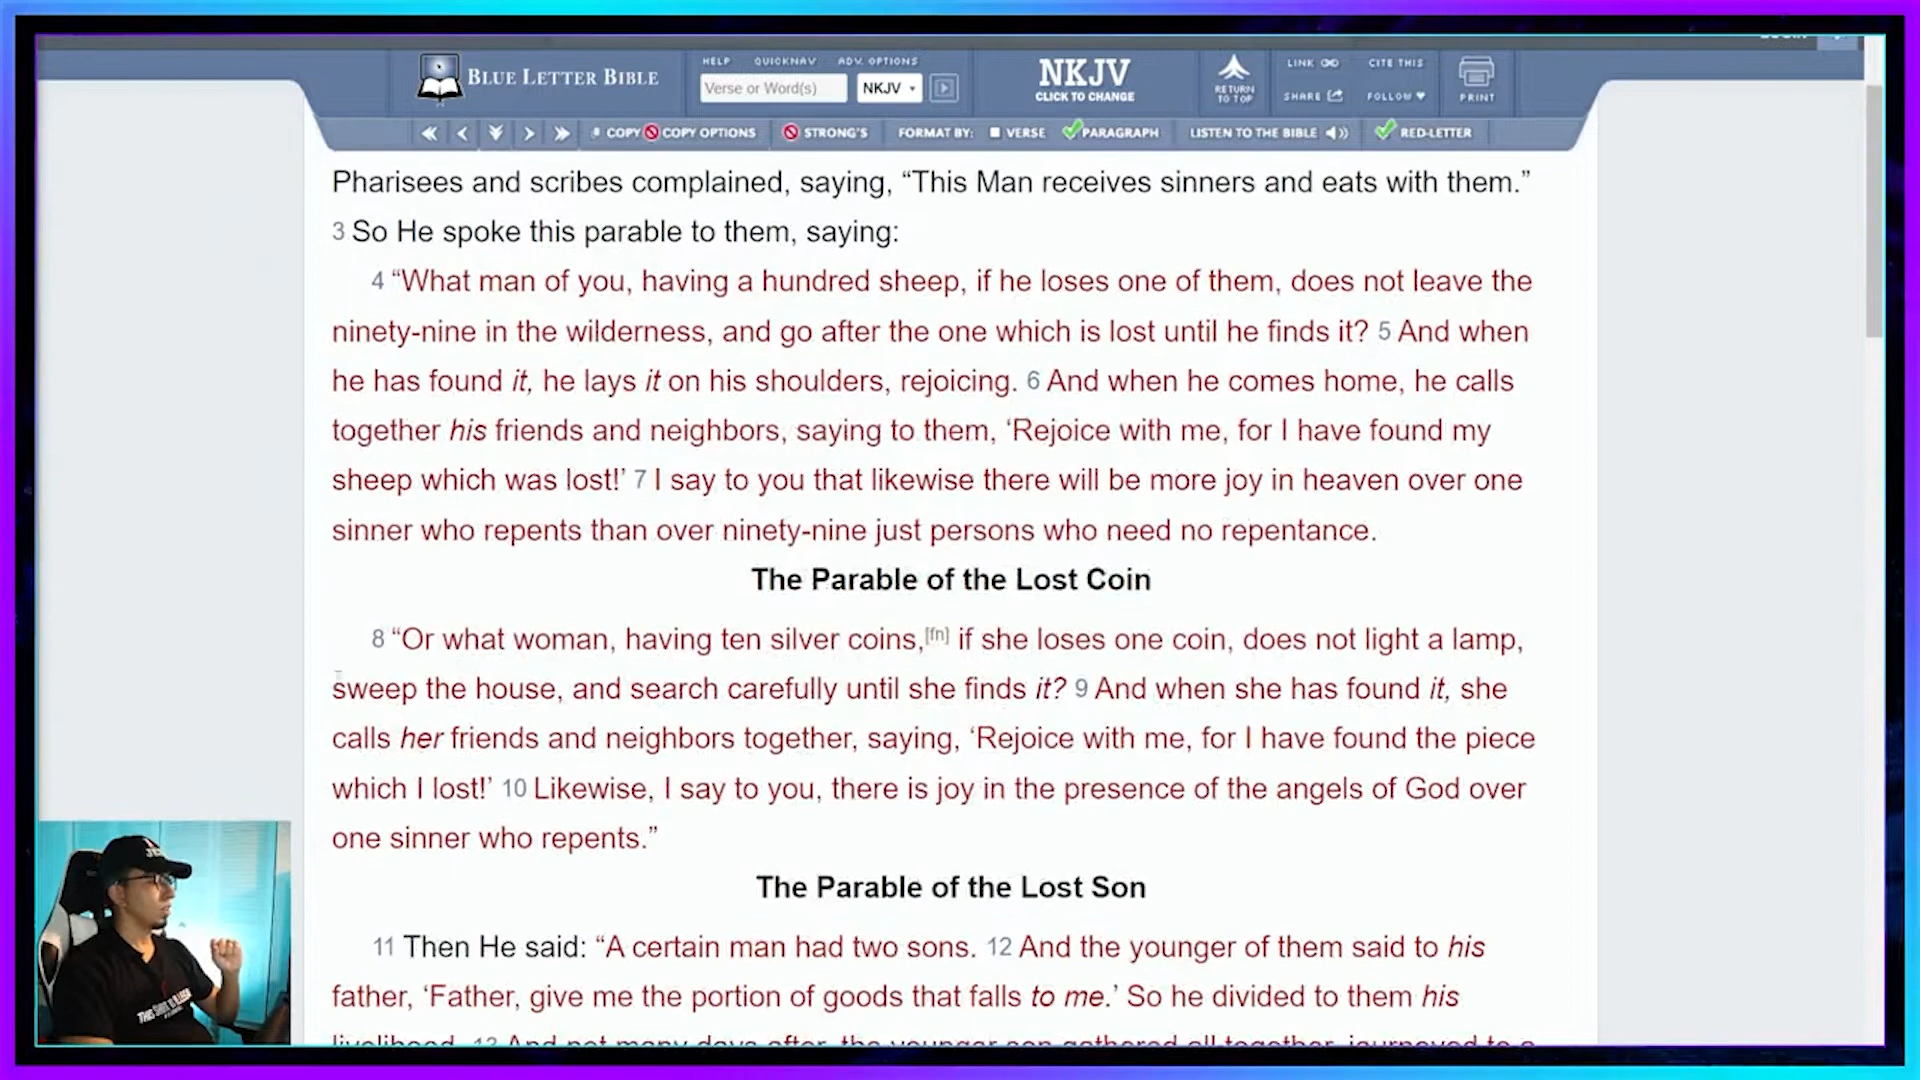 BLUE LETTER BIBLE
HELP QUICKNAV ADV. OPTIONS
Verse or Word(s) NKJV
NKJV
CLICK TO CHANGE
RETURN
TO TOP
LINK CITE THIS
SHARE FOLLOW
PRINT
COPY COPY OPTIONS STRONG'S FORMAT BY: VERSE PARAGRAPH LISTEN TO THE BIBLE RED-LETTER
Pharisees and scribes complained, saying, “This Man receives sinners and eats with them.”
3 So He spoke this parable to them, saying:
4 “What man of you, having a hundred sheep, if he loses one of them, does not leave the
ninety-nine in the wilderness, and go after the one which is lost until he finds it? 5 And when
he has found it, he lays it on his shoulders, rejoicing. 6 And when he comes home, he calls
together his friends and neighbors, saying to them, ‘Rejoice with me, for I have found my
sheep which was lost!’ 7 I say to you that likewise there will be more joy in heaven over one
sinner who repents than over ninety-nine just persons who need no repentance.
The Parable of the Lost Coin
8 “Or what woman, having ten silver coins,[fn] if she loses one coin, does not light a lamp,
sweep the house, and search carefully until she finds it? 9 And when she has found it, she
calls her friends and neighbors together, saying, ‘Rejoice with me, for I have found the piece
which I lost!’ 10 Likewise, I say to you, there is joy in the presence of the angels of God over
one sinner who repents.”
The Parable of the Lost Son
11 Then He said: “A certain man had two sons. 12 And the younger of them said to his
father, ‘Father, give me the portion of goods that falls to me.’ So he divided to them his
livelihood. 13 And not many days after, the younger son gathered all together, journeyed to a